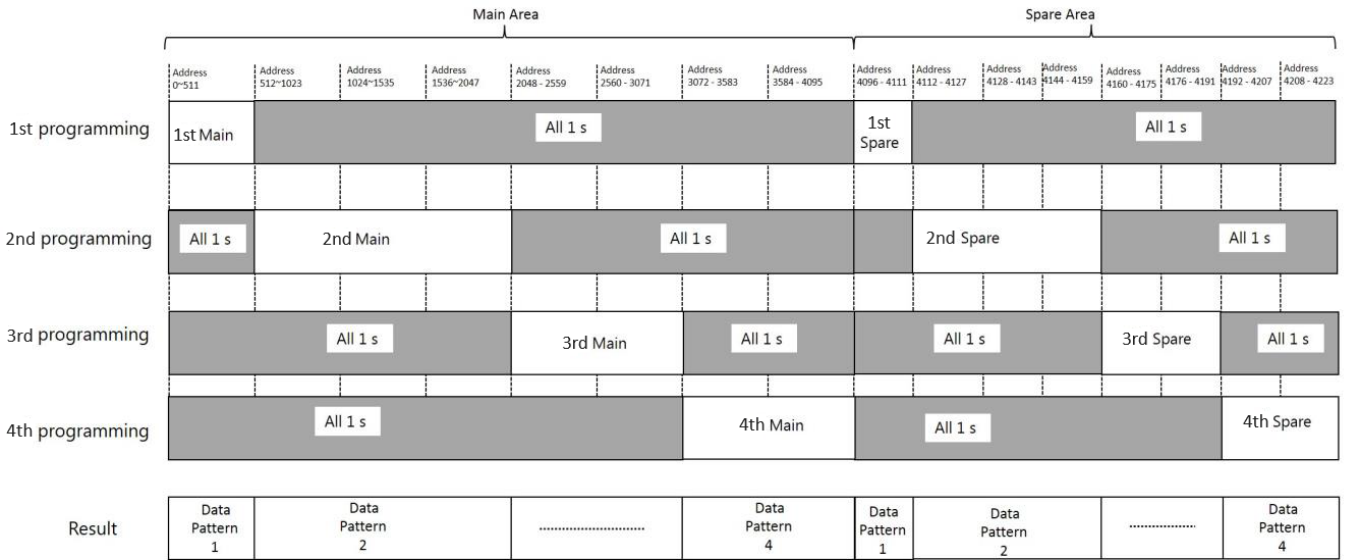 Main Area
Spare Area
Address
0~511
Address
512~1023
Address
1024~1535
Address
1536~2047
Address
2048 - 2559
Address
2560 - 3071
Address
3072 - 3583
Address
3584 - 4095
Address
4096 - 4111
Address
4112 - 4127
Address
4128 - 4143
Address
4144 - 4159
Address
4160 - 4175
Address
4176 - 4191
Address
4192 - 4207
Address
4208 - 4223
1st programming
1st Main
All 1 s
1st
Spare
All 1 s
2nd programming
All 1 s
2nd Main
All 1 s
2nd Spare
All 1 s
3rd programming
All 1 s
3rd Main
All 1 s
All 1 s
3rd Spare
All 1 s
4th programming
All 1 s
4th Main
All 1 s
4th Spare
Result
Data
Pattern
1
Data
Pattern
2
........................
Data
Pattern
4
Data
Pattern
1
Data
Pattern
2
...............
Data
Pattern
4